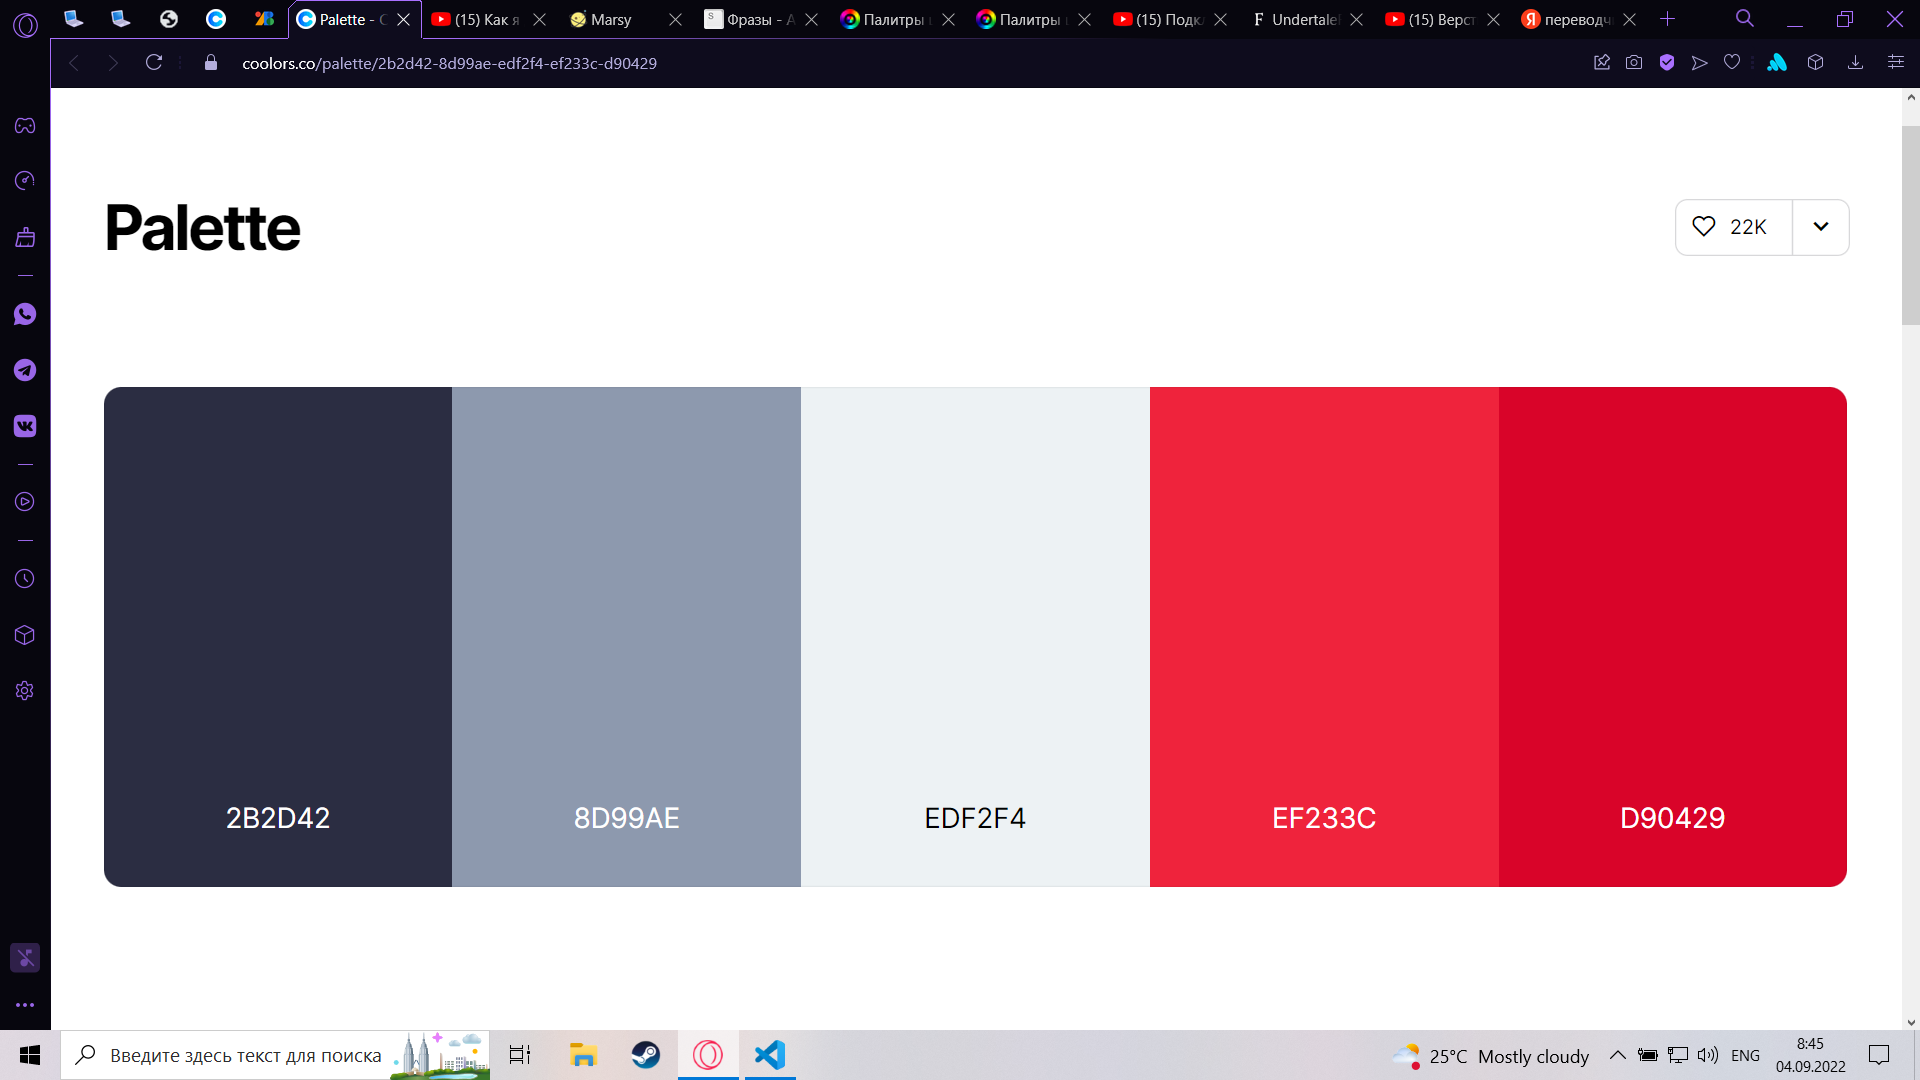 Palette - C
(15) Как я
Marsy
Фразы - А
Палитры ц
Палитры ц
(15) Подкл
Undertale
(15) Верст
переводч
coolors.co/palette/2b2d42-8d99ae-edf2f4-ef233c-d90429
Palette
22K
2B2D42
8D99AE
EDF2F4
EF233C
D90429
Введите здесь текст для поиска
25°C Mostly cloudy
ENG
8:45
04.09.2022